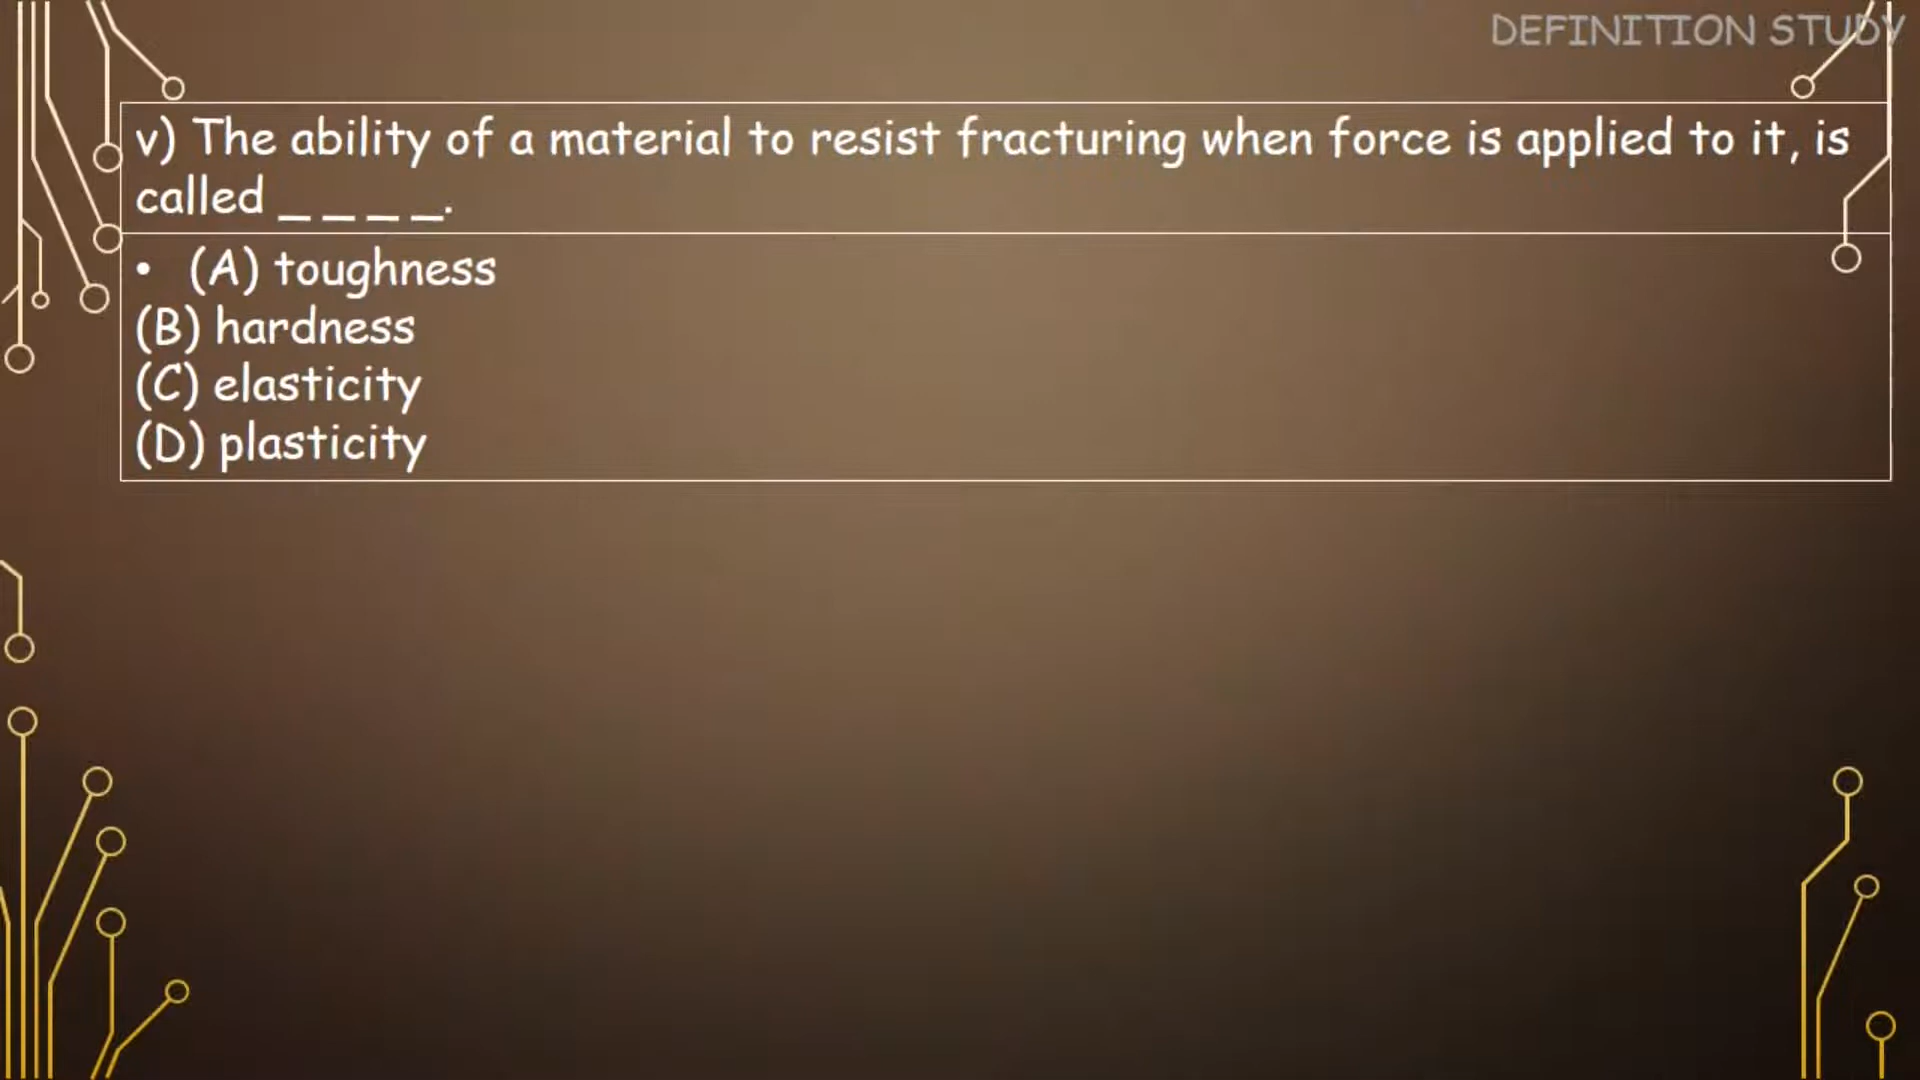 DEFINITION STUDY
v) The ability of a material to resist fracturing when force is applied to it, is
called _ _ _ _.
• (A) toughness
(B) hardness
(C) elasticity
(D) plasticity